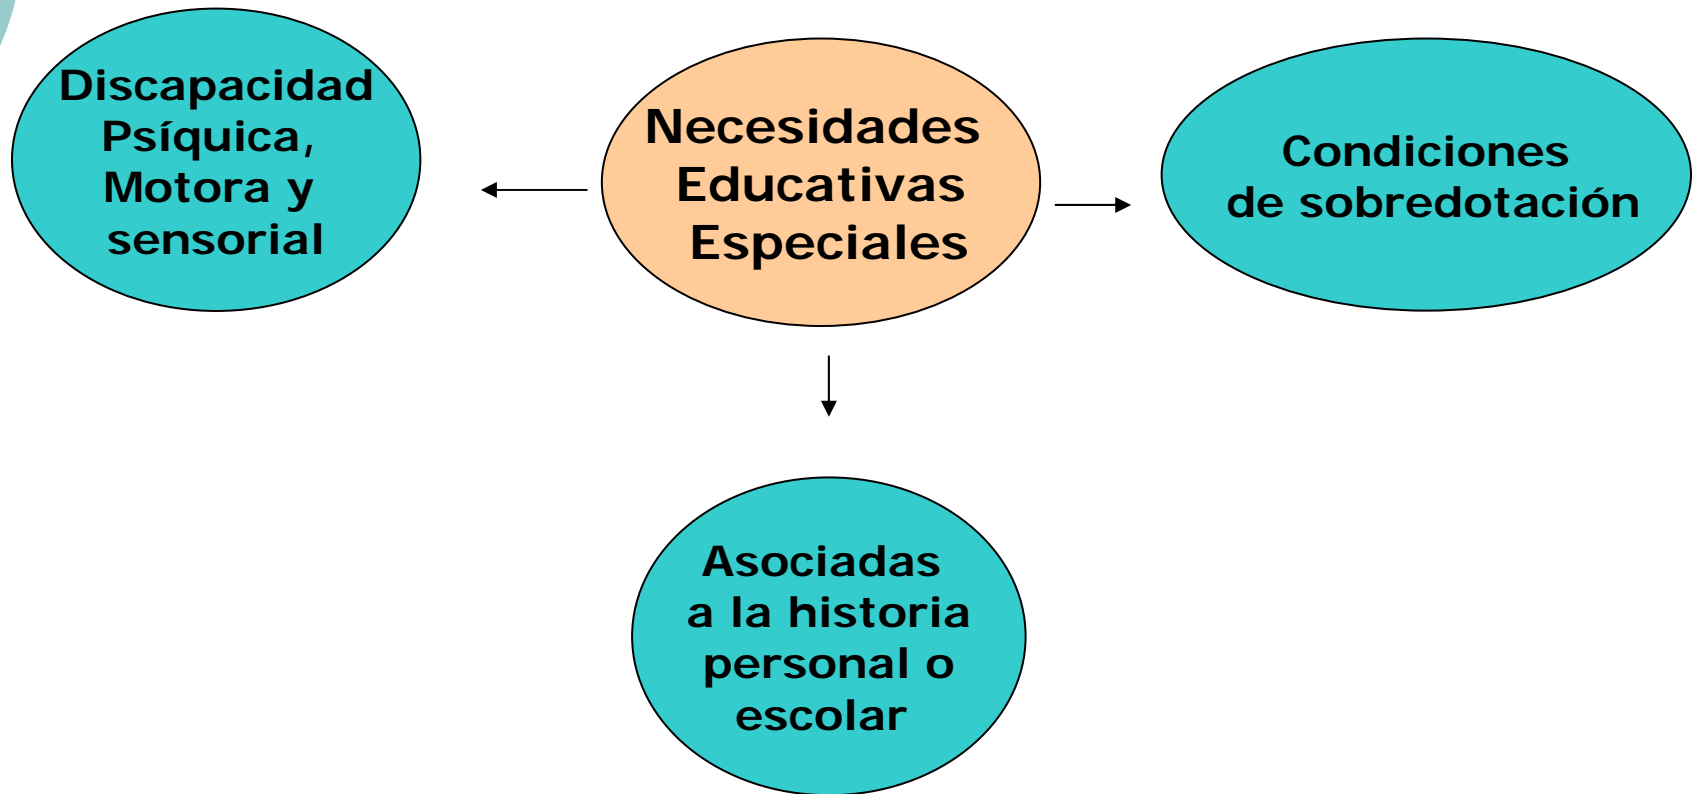 Discapacidad
Psíquica,
Motora y
sensorial
Necesidades
Educativas
Especiales
Condiciones
de sobredotación
Asociadas
a la historia
personal o
escolar